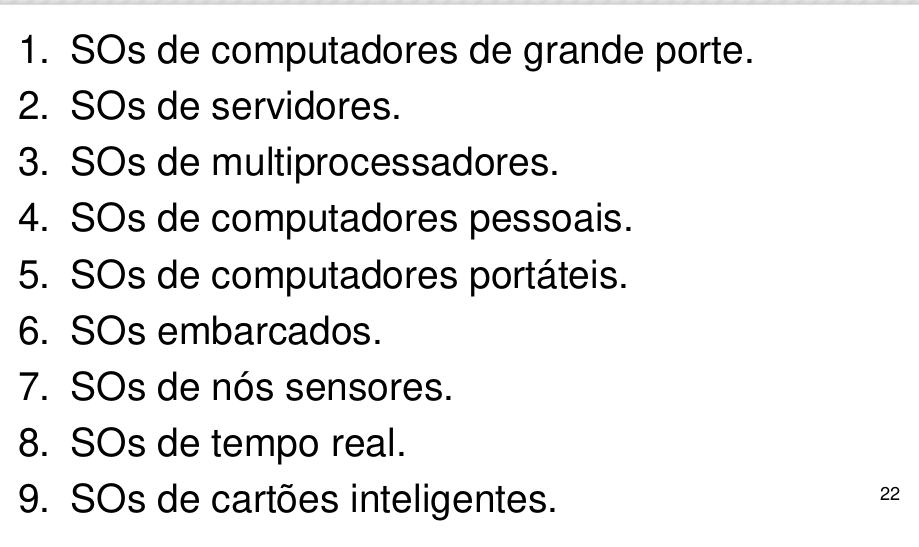 1. SOs de computadores de grande porte.
2. SOs de servidores.
3. SOs de multiprocessadores.
4. SOs de computadores pessoais.
5. SOs de computadores portáteis.
6. SOs embarcados.
7. SOs de nós sensores.
8. SOs de tempo real.
9. SOs de cartões inteligentes.
22